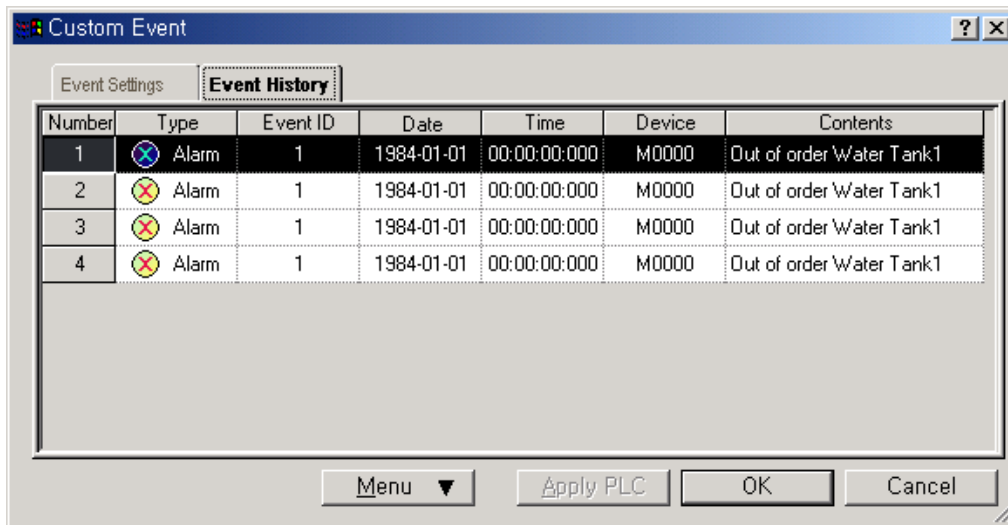 Custom Event
Event Settings Event History
Number Type Event ID Date Time Device Contents
1 Alarm 1 1984-01-01 00:00:00:000 M0000 Out of order Water Tank1
2 Alarm 1 1984-01-01 00:00:00:000 M0000 Out of order Water Tank1
3 Alarm 1 1984-01-01 00:00:00:000 M0000 Out of order Water Tank1
4 Alarm 1 1984-01-01 00:00:00:000 M0000 Out of order Water Tank1
Menu ▼ Apply PLC OK Cancel